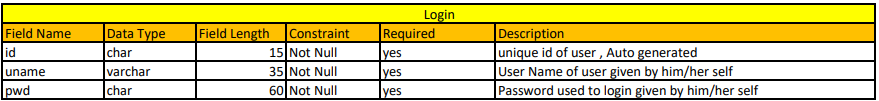 Login
Field Name Data Type Field Length Constraint Required Description
id char 15 Not Null yes unique id of user , Auto generated
uname varchar 35 Not Null yes User Name of user given by him/her self
pwd char 60 Not Null yes Password used to login given by him/her self